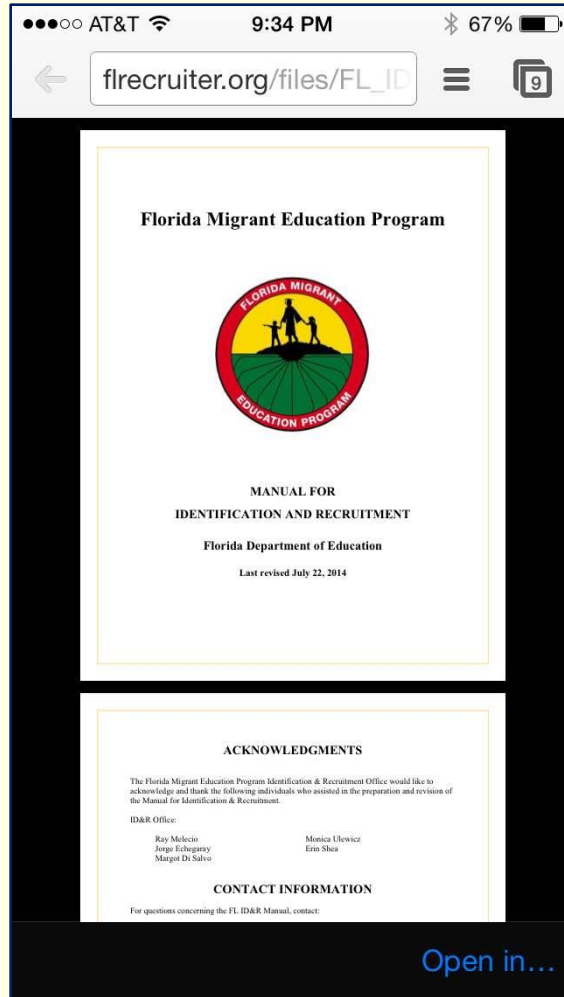 AT&T 9:34 PM 67%
flrecruiter.org/files/FL_ID 9
Florida Migrant Education Program
FLORIDA MIGRANT
EDUCATION PROGRAM
MANUAL FOR
IDENTIFICATION AND RECRUITMENT
Florida Department of Education
Last revised July 22, 2014
ACKNOWLEDGMENTS
The Florida Migrant Education Program Identification & Recruitment Office would like to
acknowledge and thank the following individuals who assisted in the preparation and revision of
the Manual for Identification & Recruitment.
ID&R Office:
Ray Melecio Monica Ulewicz
Jorge Echegaray Erin Shea
Margot Di Salvo
CONTACT INFORMATION
For questions concerning the FL ID&R Manual, contact:
Open in...